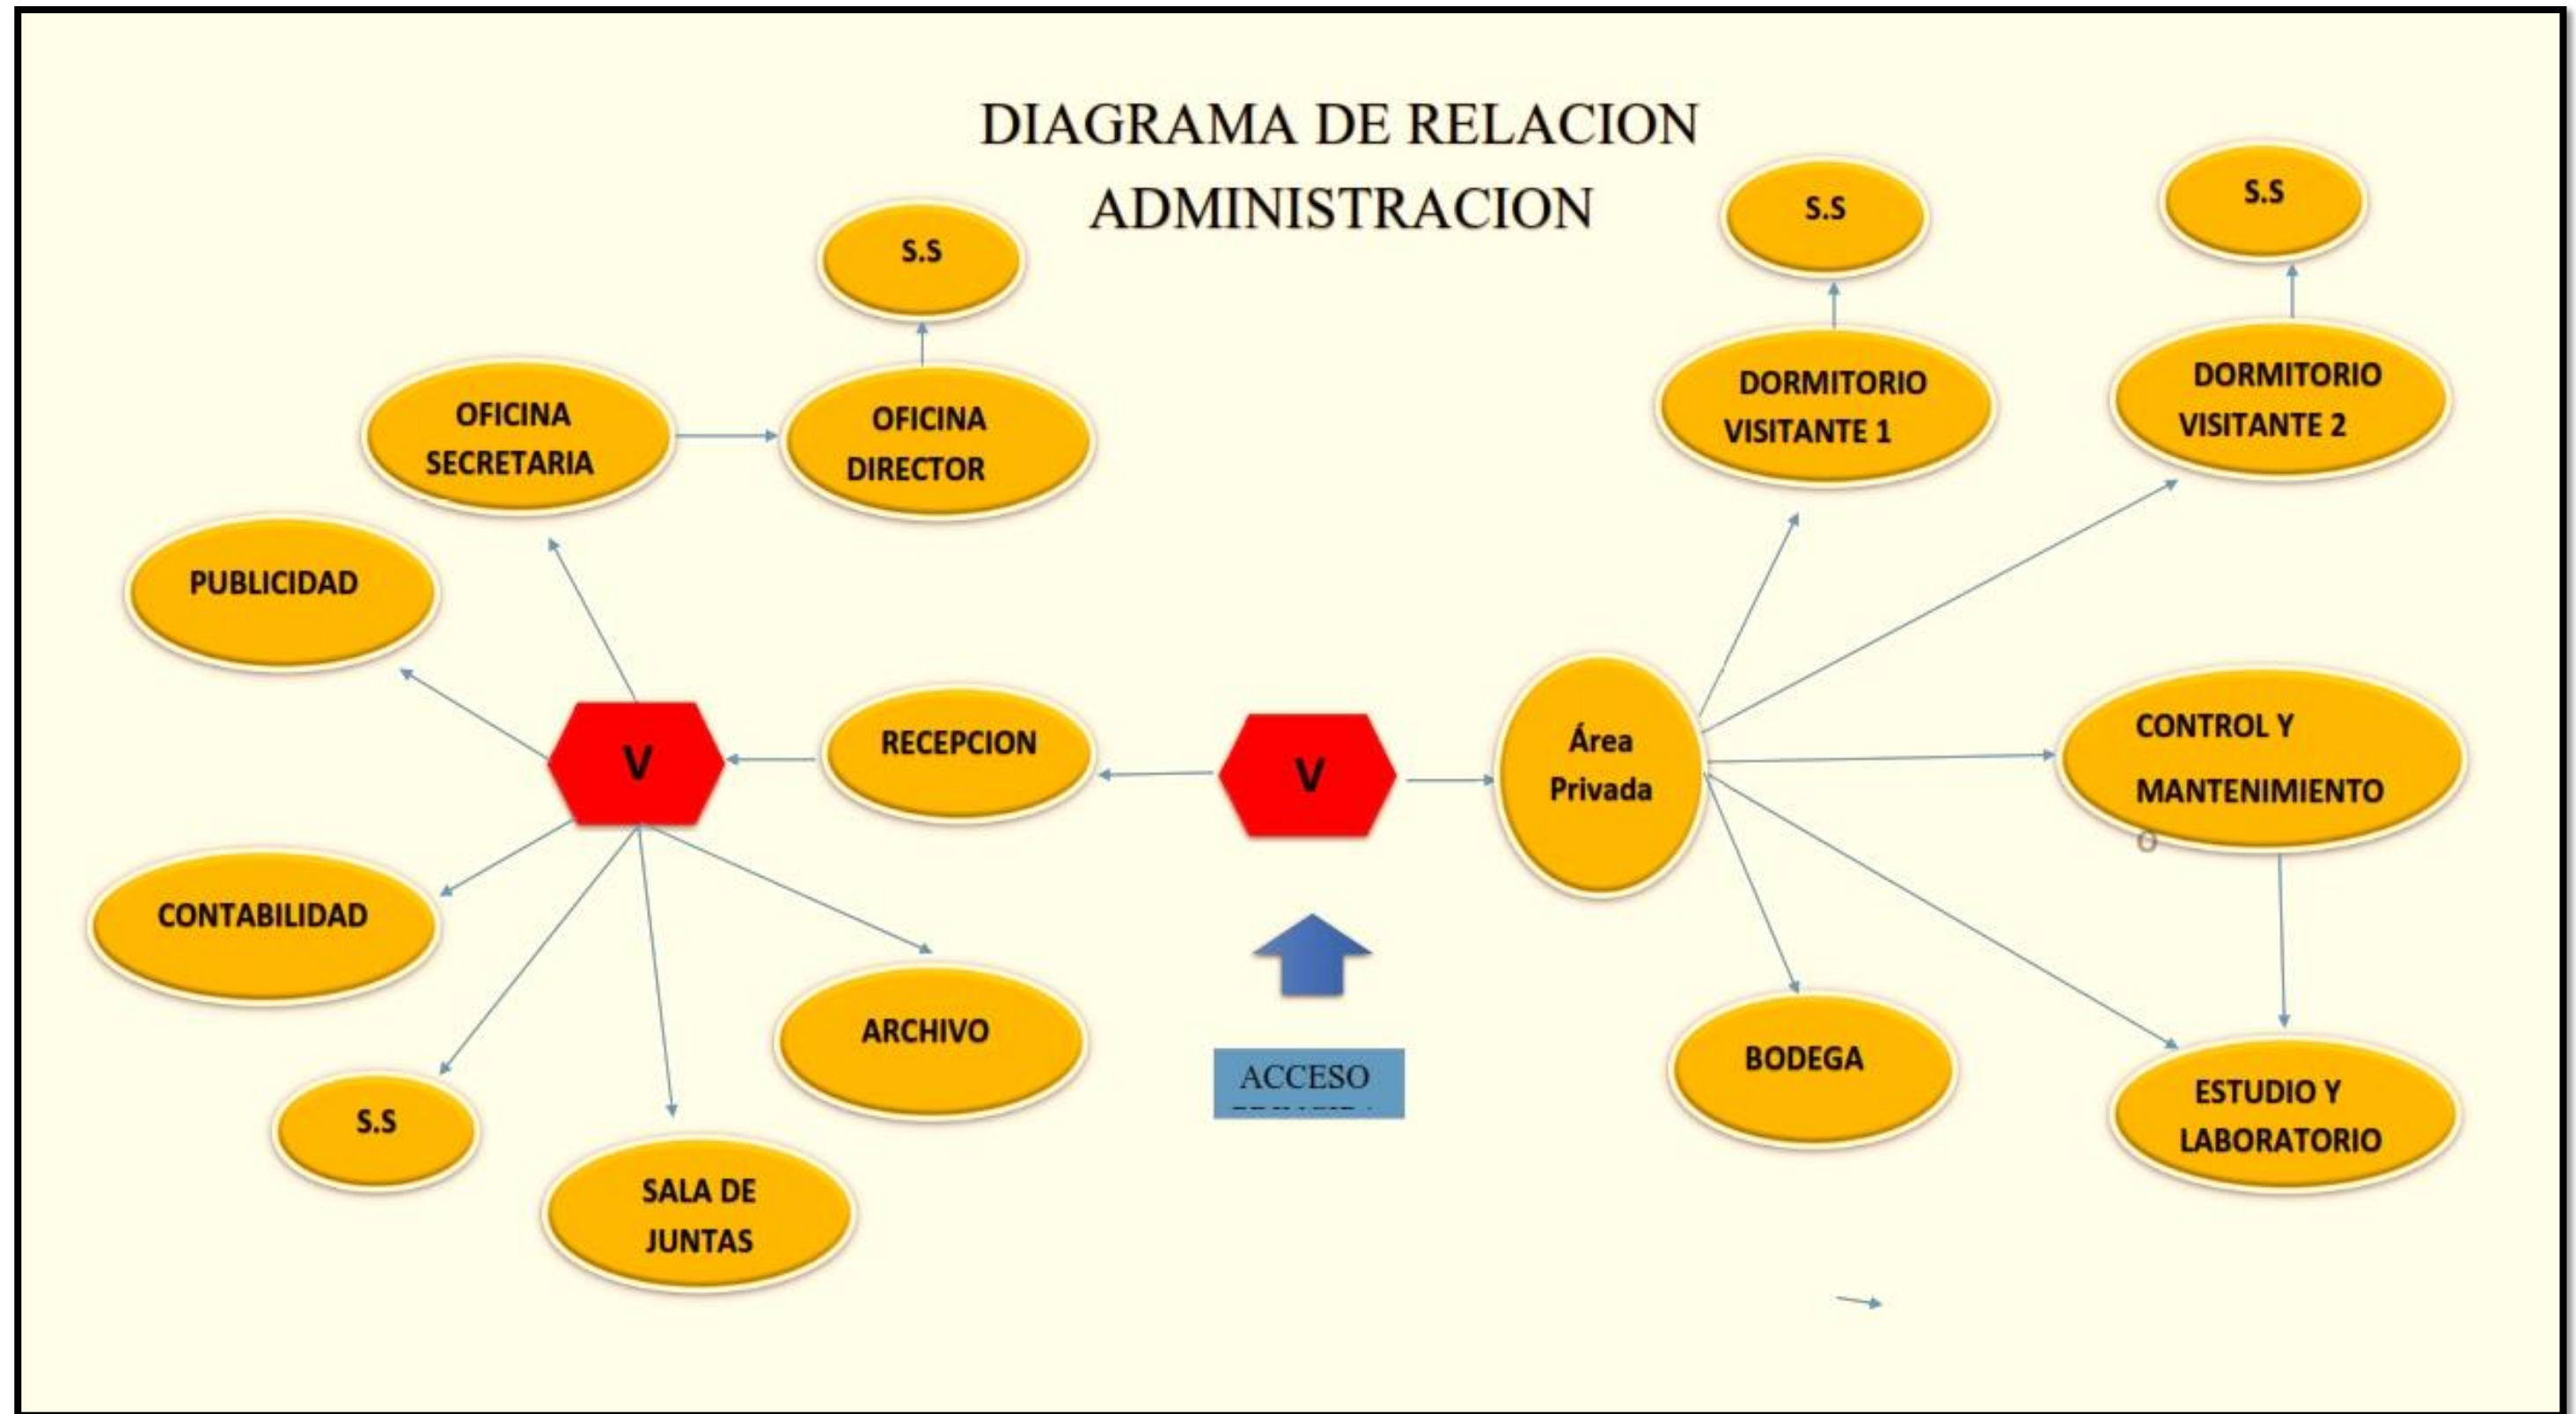 DIAGRAMA DE RELACION
ADMINISTRACION
S.S
S.S
S.S
OFICINA
SECRETARIA
OFICINA
DIRECTOR
DORMITORIO
VISITANTE 1
DORMITORIO
VISITANTE 2
PUBLICIDAD
V
RECEPCION
V
Área
Privada
CONTROL Y
MANTENIMIENTO
O
CONTABILIDAD
ARCHIVO
ACCESO
BODEGA
ESTUDIO Y
LABORATORIO
S.S
SALA DE
JUNTAS